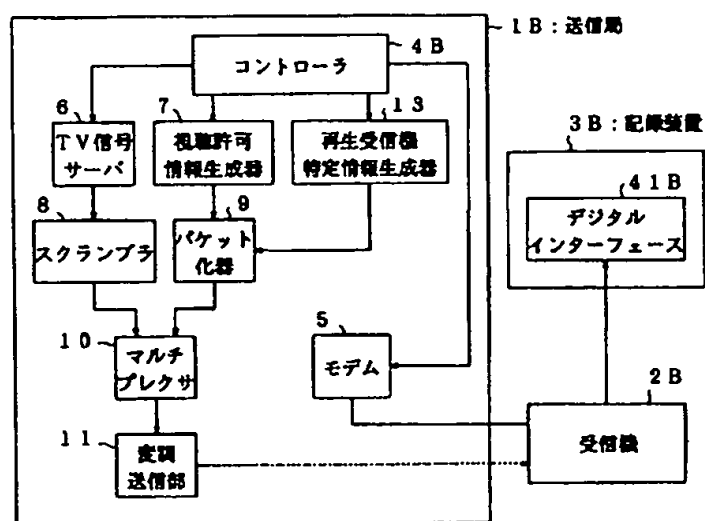 1B:送信局
4B
コントローラ
6
TV信号
サーバ
7
視聴許可
情報生成器
13
再生受信機
特定情報生成器
3B:記録装置
41B
デジタル
インターフェース
8
スクランブラ
9
パケット
化器
10
マルチ
プレクサ
5
モデム
2B
受信機
11
変調
送信部